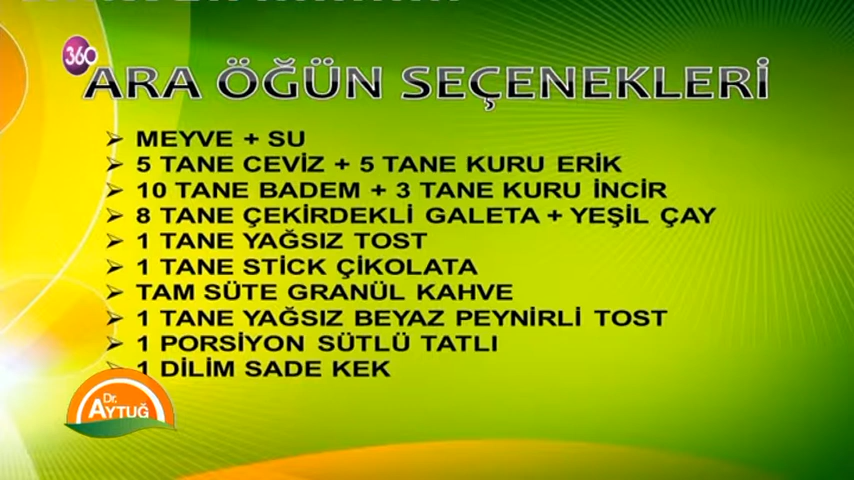 360
ARA ÖĞÜN SEÇENEKLERİ
MEYVE + SU
5 TANE CEVİZ + 5 TANE KURU ERİK
10 TANE BADEM + 3 TANE KURU İNCİR
8 TANE ÇEKİRDEKLİ GALETA + YEŞİL ÇAY
1 TANE YAĞSIZ TOST
1 TANE STİCK ÇİKOLATA
TAM SÜTE GRANÜL KAHVE
1 TANE YAĞSIZ BEYAZ PEYNİRLİ TOST
1 PORSİYON SÜTLÜ TATLI
1 DİLİM SADE KEK
Dr.
AYTUĞ